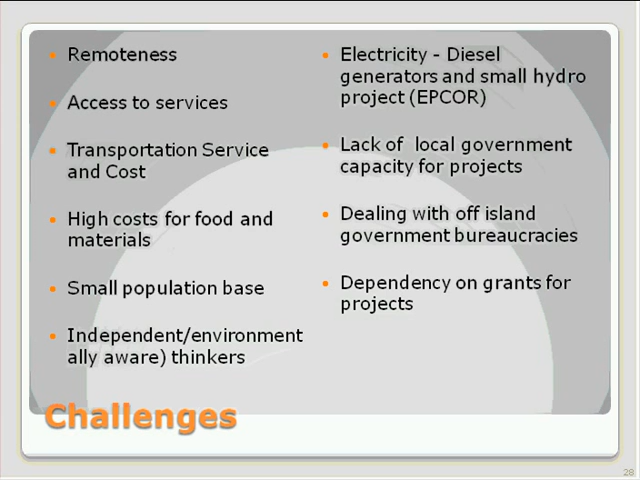 Remoteness
Access to services
Transportation Service
and Cost
High costs for food and
materials
Small population base
Independent/environment
ally aware) thinkers
Electricity - Diesel
generators and small hydro
project (EPCOR)
Lack of local government
capacity for projects
Dealing with off island
government bureaucracies
Dependency on grants for
projects
Challenges
28